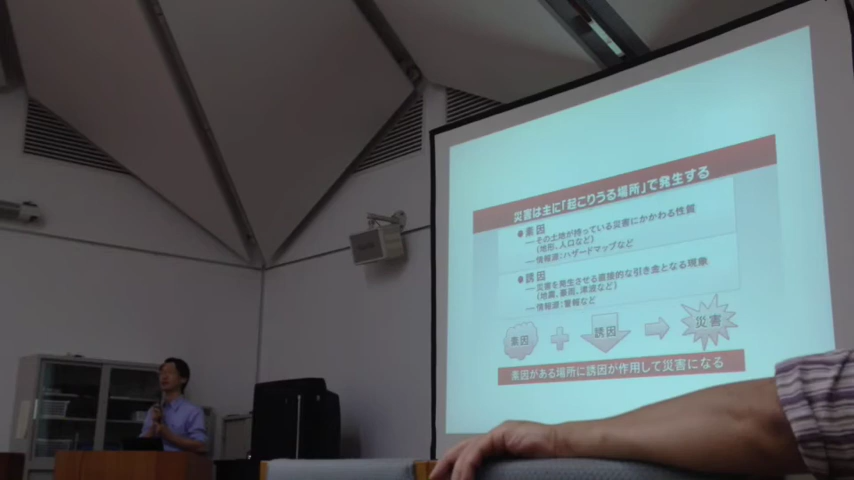 災害は主に「起こりうる場所」で発生する
●素因
―その土地が持っている災害にかかわる性質
(地形、人口など)
―情報源:ハザードマップなど
●誘因
―災害を発生させる直接的な引き金となる現象
(地震、豪雨、津波など)
―情報源:警報など
素因
誘因
災害
素因がある場所に誘因が作用して災害になる